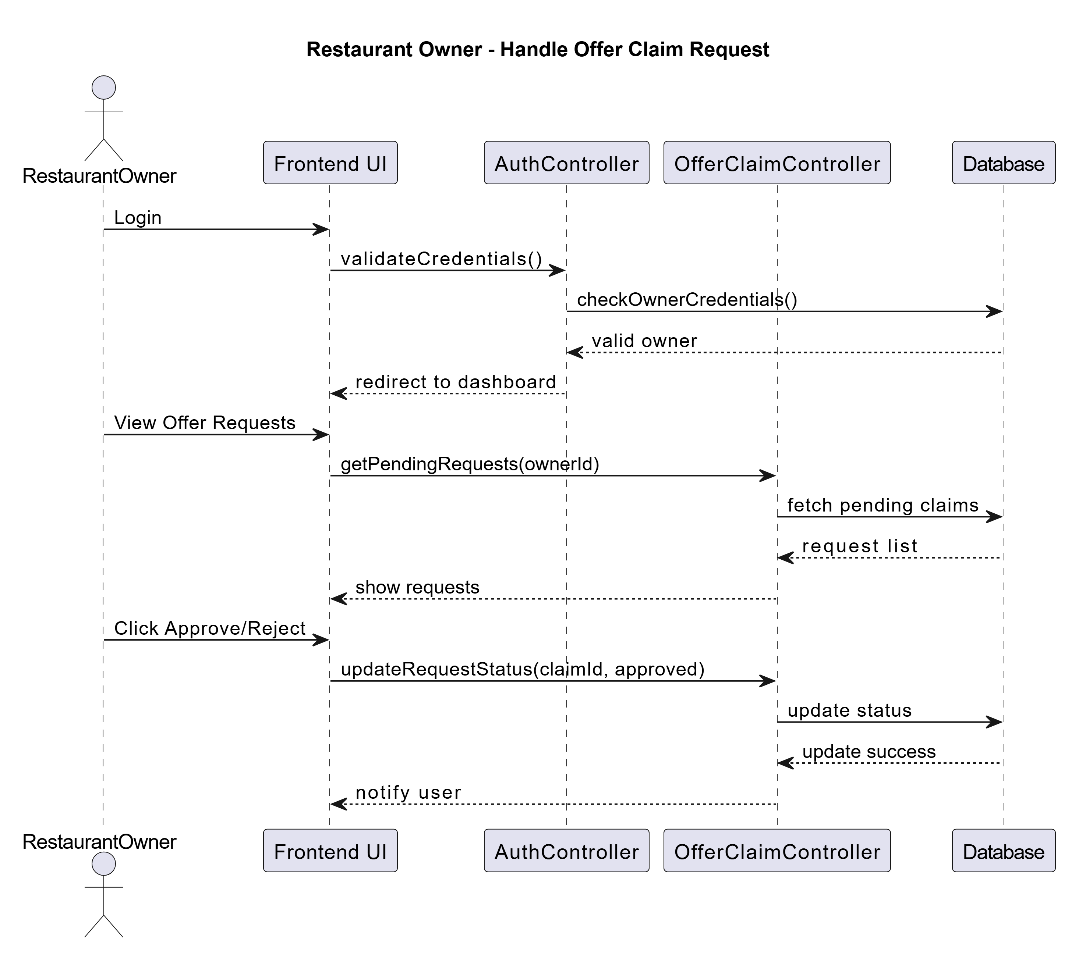 Restaurant Owner - Handle Offer Claim Request
RestaurantOwner
Frontend UI
AuthController
OfferClaimController
Database
Login
validateCredentials()
checkOwnerCredentials()
valid owner
redirect to dashboard
View Offer Requests
getPendingRequests(ownerId)
fetch pending claims
request list
show requests
Click Approve/Reject
updateRequestStatus(claimId, approved)
update status
update success
notify user
RestaurantOwner
Frontend UI
AuthController
OfferClaimController
Database